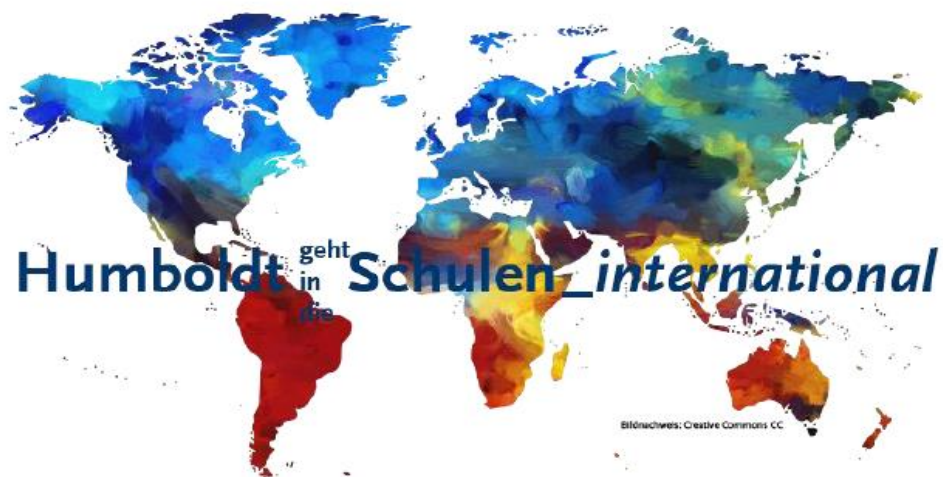 Humboldt geht in die Schulen_international
Bildnachweis: Creative Commons CC